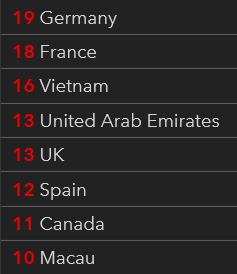 19 Germany
18 France
16 Vietnam
13 United Arab Emirates
13 UK
12 Spain
11 Canada
10 Macau